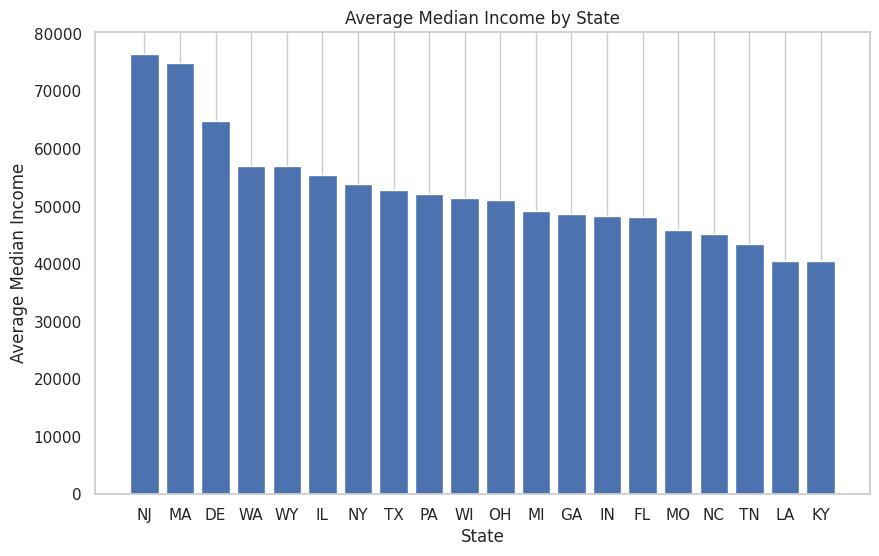 Average Median Income by State
80000
70000
60000
50000
40000
30000
20000
10000
0
Average Median Income
NJ MA DE WA WY IL NY TX PA WI OH MI GA IN FL MO NC TN LA KY
State